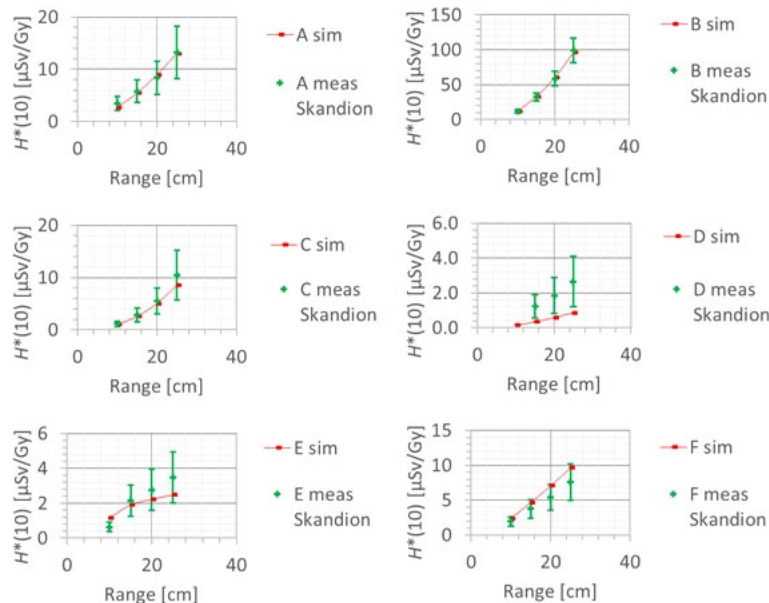 20
10
0
0
20
40
H*(10) [µSv/Gy]
Range [cm]
A sim
A meas
Skandion
150
100
50
0
0
20
40
H*(10) [µSv/Gy]
Range [cm]
B sim
B meas
Skandion
20
10
0
0
20
40
H*(10) [µSv/Gy]
Range [cm]
C sim
C meas
Skandion
6.0
4.0
2.0
0.0
0
20
40
H*(10) [µSv/Gy]
Range [cm]
D sim
D meas
Skandion
6
4
2
0
0
20
40
H*(10) [µSv/Gy]
Range [cm]
E sim
E meas
Skandion
15
10
5
0
0
20
40
H*(10) [µSv/Gy]
Range [cm]
F sim
F meas
Skandion